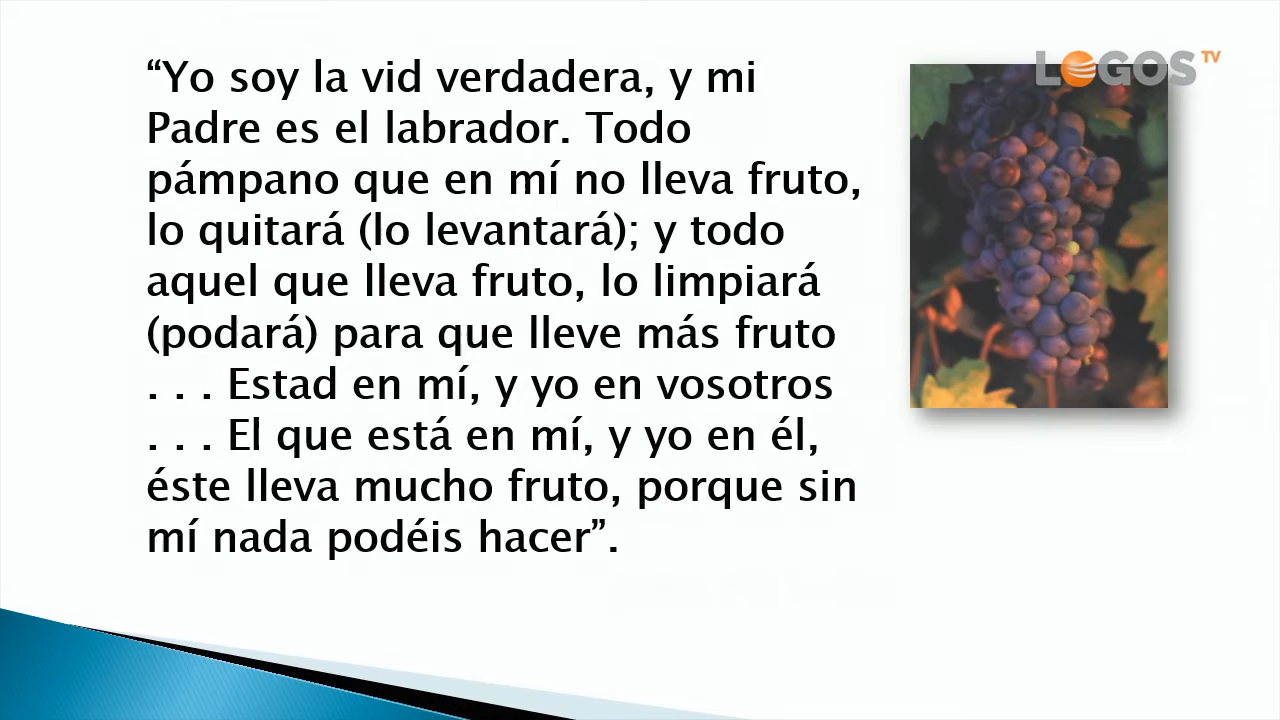 LOGOS TV
“Yo soy la vid verdadera, y mi
Padre es el labrador. Todo
pámpano que en mí no lleva fruto,
lo quitará (lo levantará); y todo
aquel que lleva fruto, lo limpiará
(podará) para que lleve más fruto
. . . Estad en mí, y yo en vosotros
. . . El que está en mí, y yo en él,
éste lleva mucho fruto, porque sin
mí nada podéis hacer”.